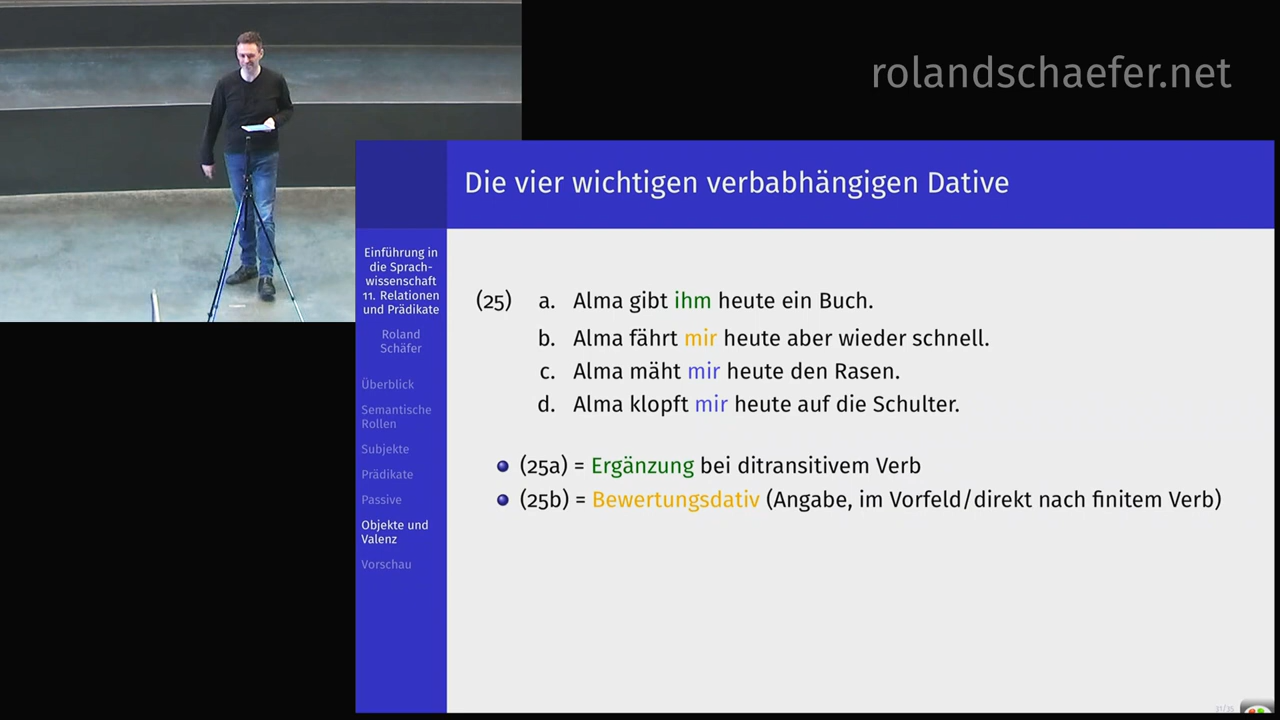 rolandschaefer.net
Die vier wichtigen verbabhängigen Dative
Einführung in
die Sprach-
wissenschaft
11. Relationen
und Prädikate
Roland
Schäfer
Überblick
Semantische
Rollen
Subjekte
Prädikate
Passive
Objekte und
Valenz
Vorschau
(25) a. Alma gibt ihm heute ein Buch.
b. Alma fährt mir heute aber wieder schnell.
c. Alma mäht mir heute den Rasen.
d. Alma klopft mir heute auf die Schulter.
(25a) = Ergänzung bei ditransitivem Verb
(25b) = Bewertungsdativ (Angabe, im Vorfeld/direkt nach finitem Verb)